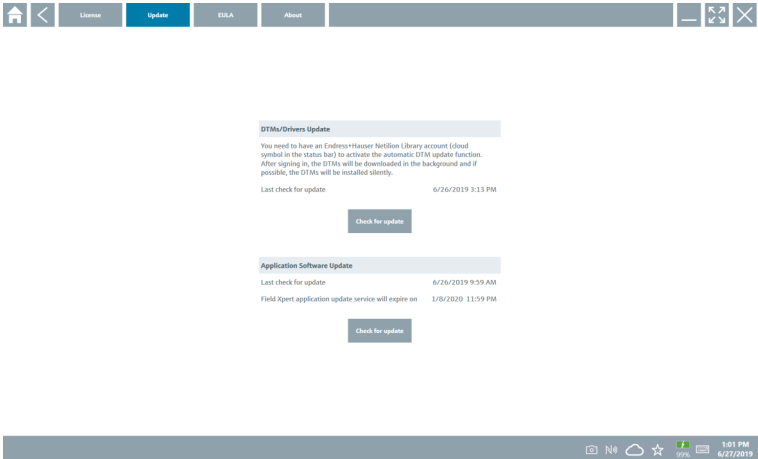 License Update EULA About
DTMs/Drivers Update
You need to have an Endress+Hauser Netilion Library account (cloud
symbol in the status bar) to activate the automatic DTM update function.
After signing in, the DTMs will be downloaded in the background and if
possible, the DTMs will be installed silently.
Last check for update 6/26/2019 3:13 PM
Check for update
Application Software Update
Last check for update 6/26/2019 9:59 AM
Field Xpert application update service will expire on 1/8/2020 11:59 PM
Check for update
99%
1:01 PM
6/27/2019